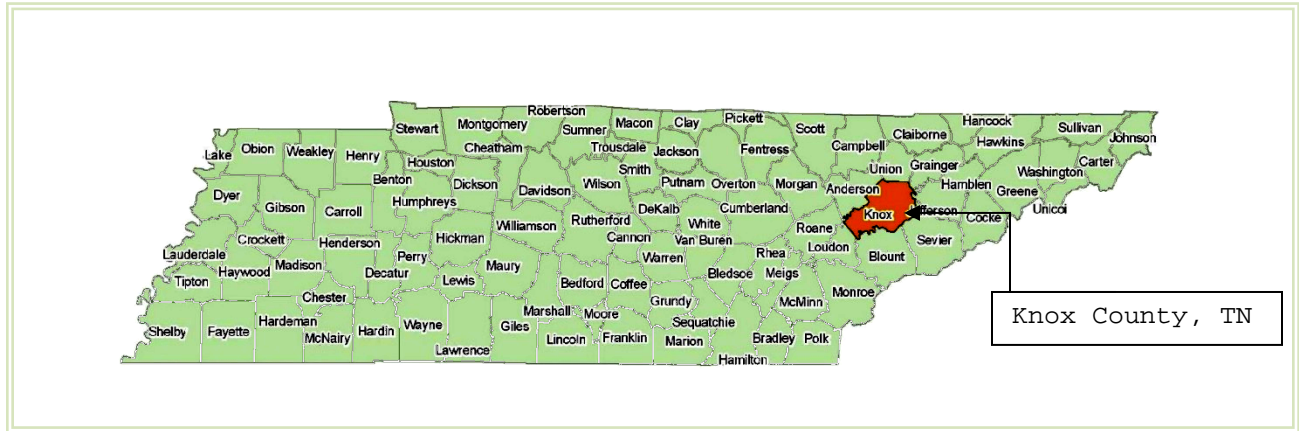 Robertson
Stewart
Montgomery
Sumner
Macon
Clay
Pickett
Scott
Campbell
Claiborne
Hancock
Hawkins
Sullivan
Johnson
Lake
Obion
Weakley
Henry
Houston
Cheatham
Trousdale
Jackson
Fentress
Union
Grainger
Washington
Carter
Dyer
Gibson
Carroll
Benton
Humphreys
Dickson
Davidson
Wilson
Smith
Putnam
Overton
Morgan
Anderson
Hamblen
Greene
Unicoi
Crockett
Henderson
Hickman
Williamson
Rutherford
Cannon
DeKalb
White
Van Buren
Cumberland
Roane
Knox
Cocke
Lauderdale
Haywood
Madison
Decatur
Perry
Lewis
Maury
Bedford
Coffee
Warren
Bledsoe
Rhea
Meigs
Loudon
Blount
Sevier
Tipton
Chester
Marshall
Moore
Grundy
Sequatchie
McMinn
Monroe
Shelby
Fayette
Hardeman
McNairy
Hardin
Wayne
Lawrence
Giles
Lincoln
Franklin
Marion
Hamilton
Bradley
Polk
Knox County, TN